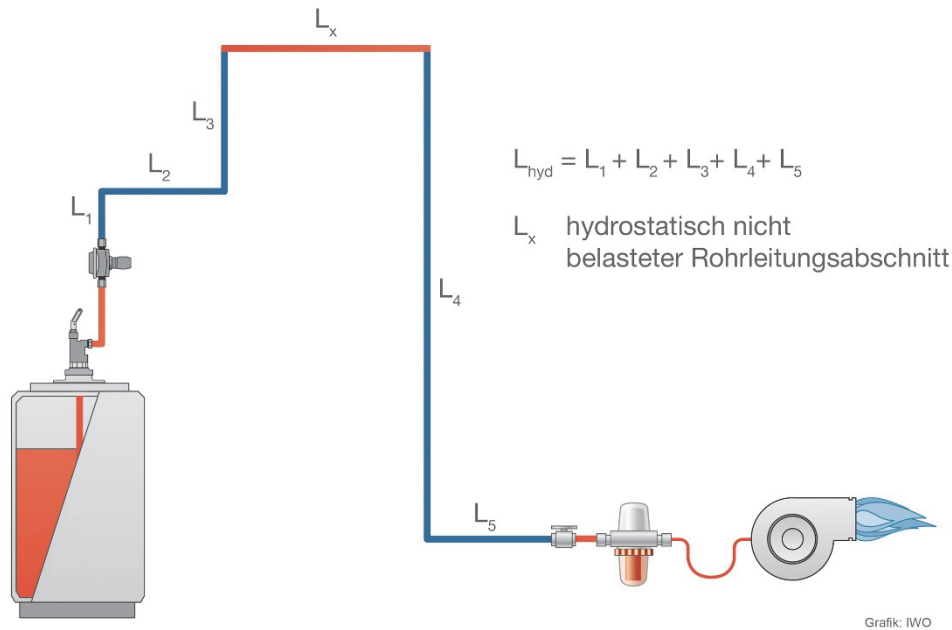 Lx
L3
L2
L1
Lhyd = L1 + L2 + L3+ L4+ L5
Lx hydrostatisch nicht
belasteter Rohrleitungsabschnitt
L4
L5
Grafik: IWO